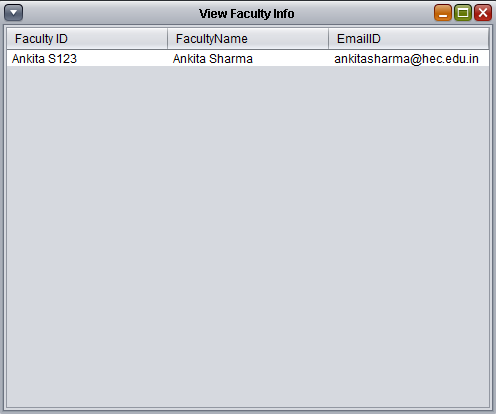 View Faculty Info
Faculty ID FacultyName EmailID
Ankita S123 Ankita Sharma ankitasharma@hec.edu.in